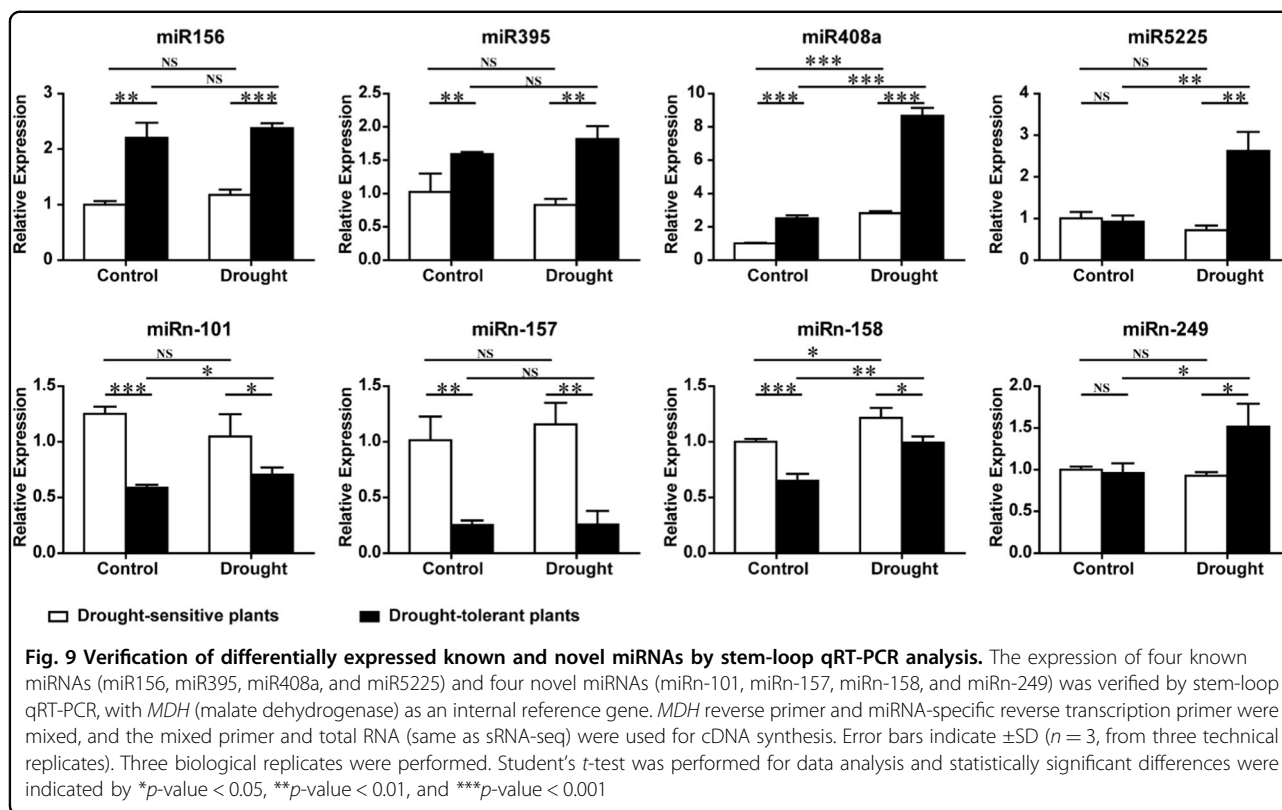 miR156
miR395
miR408a
miR5225
NS
NS
**
***
Relative Expression
3
2
1
0
Control
Drought
NS
NS
**
**
Relative Expression
2.5
2.0
1.5
1.0
0.5
0.0
Control
Drought
***
***
***
***
Relative Expression
10
8
6
4
2
0
Control
Drought
NS
**
NS
**
Relative Expression
5
4
3
2
1
0
Control
Drought
miRn-101
miRn-157
miRn-158
miRn-249
NS
*
***
*
Relative Expression
1.5
1.0
0.5
0.0
Control
Drought
NS
NS
**
**
Relative Expression
1.5
1.0
0.5
0.0
Control
Drought
*
**
***
*
Relative Expression
1.5
1.0
0.5
0.0
Control
Drought
NS
*
NS
*
Relative Expression
2.0
1.5
1.0
0.5
0.0
Control
Drought
Drought-sensitive plants
Drought-tolerant plants
Fig. 9 Verification of differentially expressed known and novel miRNAs by stem-loop qRT-PCR analysis. The expression of four known
miRNAs (miR156, miR395, miR408a, and miR5225) and four novel miRNAs (miRn-101, miRn-157, miRn-158, and miRn-249) was verified by stem-loop
qRT-PCR, with MDH (malate dehydrogenase) as an internal reference gene. MDH reverse primer and miRNA-specific reverse transcription primer were
mixed, and the mixed primer and total RNA (same as sRNA-seq) were used for cDNA synthesis. Error bars indicate ±SD (n = 3, from three technical
replicates). Three biological replicates were performed. Student's t-test was performed for data analysis and statistically significant differences were
indicated by *p-value < 0.05, **p-value < 0.01, and ***p-value < 0.001